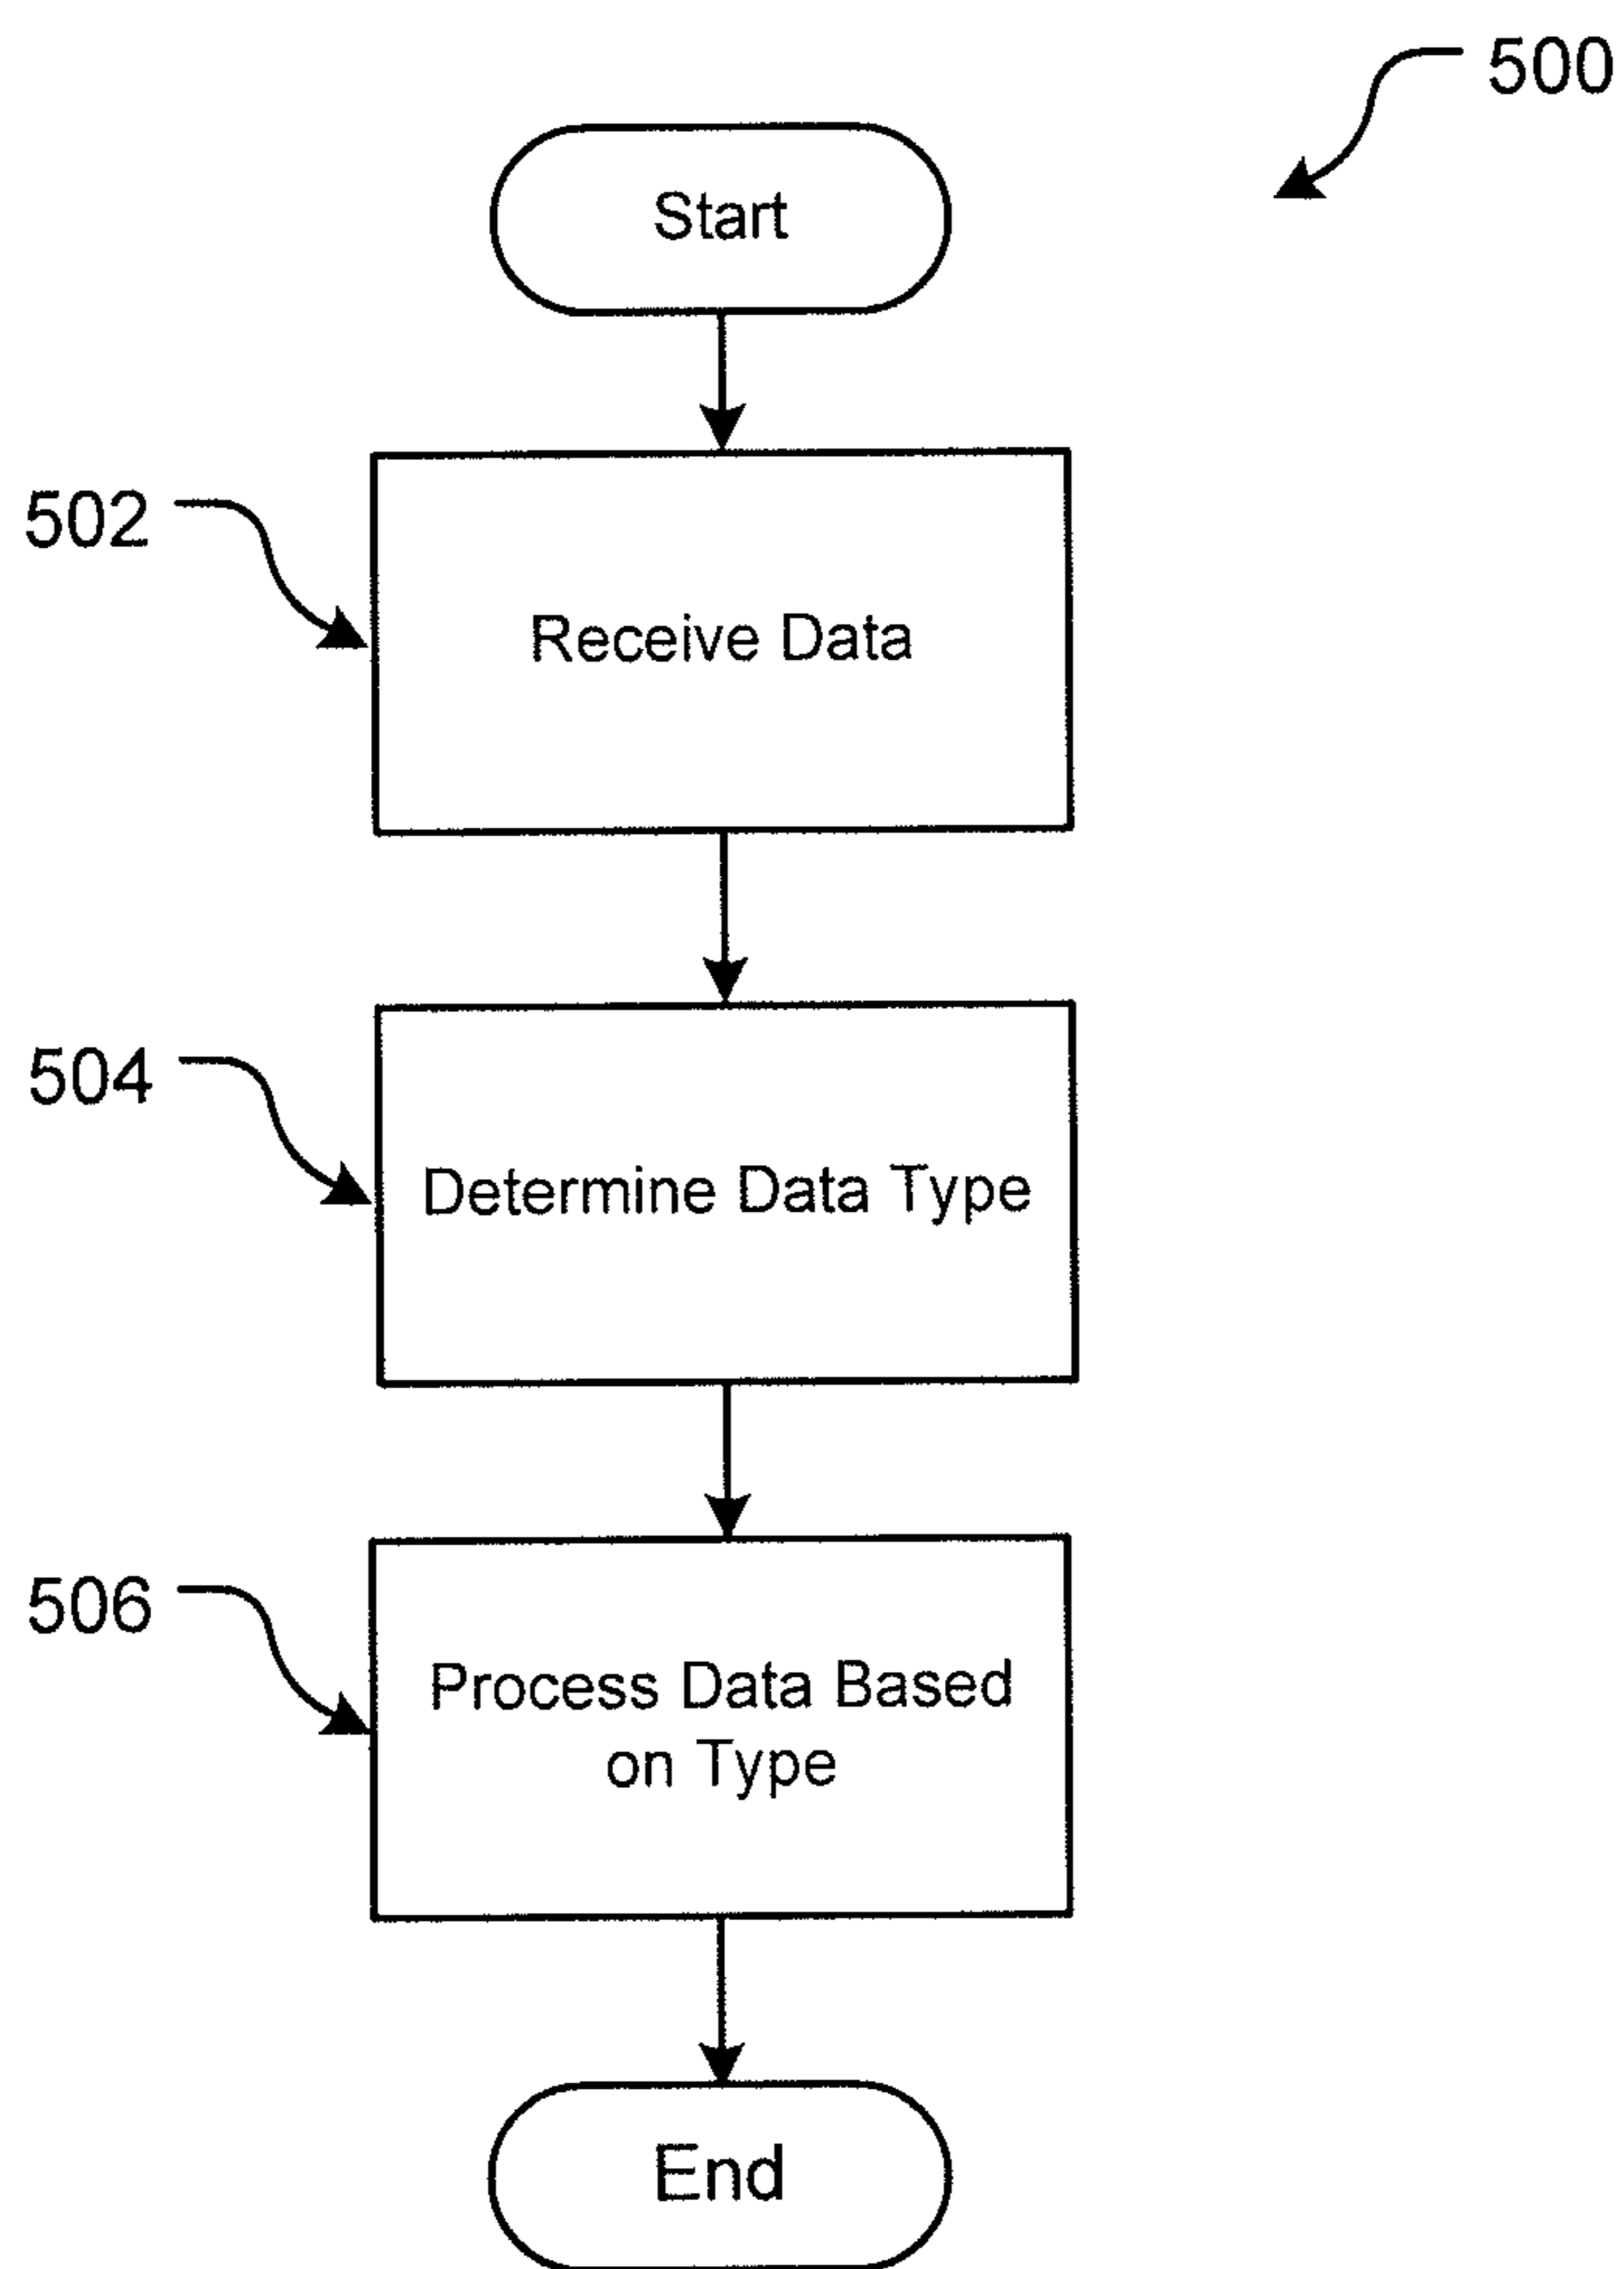 500
Start
502
Receive Data
504
Determine Data Type
506
Process Data Based
on Type
End